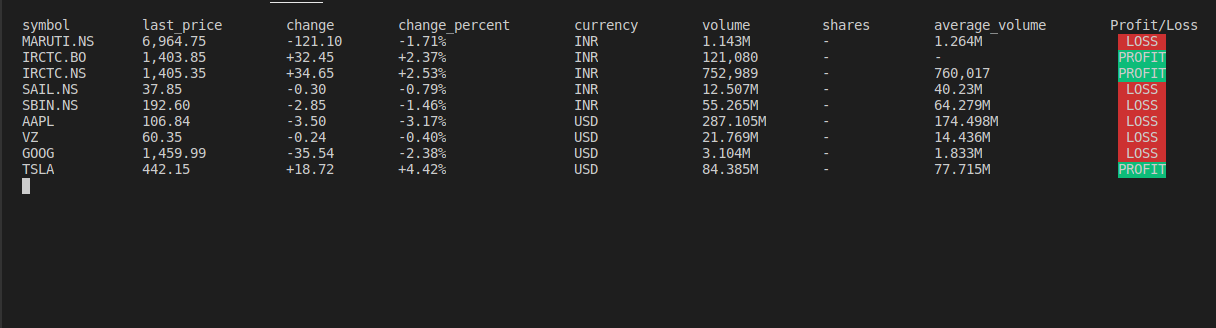 symbol last_price change change_percent currency volume shares average_volume Profit/Loss
MARUTI.NS 6,964.75 -121.10 -1.71% INR 1.143M - 1.264M LOSS
IRCTC.BO 1,403.85 +32.45 +2.37% INR 121,080 - - PROFIT
IRCTC.NS 1,405.35 +34.65 +2.53% INR 752,989 - 760,017 PROFIT
SAIL.NS 37.85 -0.30 -0.79% INR 12.507M - 40.23M LOSS
SBIN.NS 192.60 -2.85 -1.46% INR 55.265M - 64.279M LOSS
AAPL 106.84 -3.50 -3.17% USD 287.105M - 174.498M LOSS
VZ 60.35 -0.24 -0.40% USD 21.769M - 14.436M LOSS
GOOG 1,459.99 -35.54 -2.38% USD 3.104M - 1.833M LOSS
TSLA 442.15 +18.72 +4.42% USD 84.385M - 77.715M PROFIT